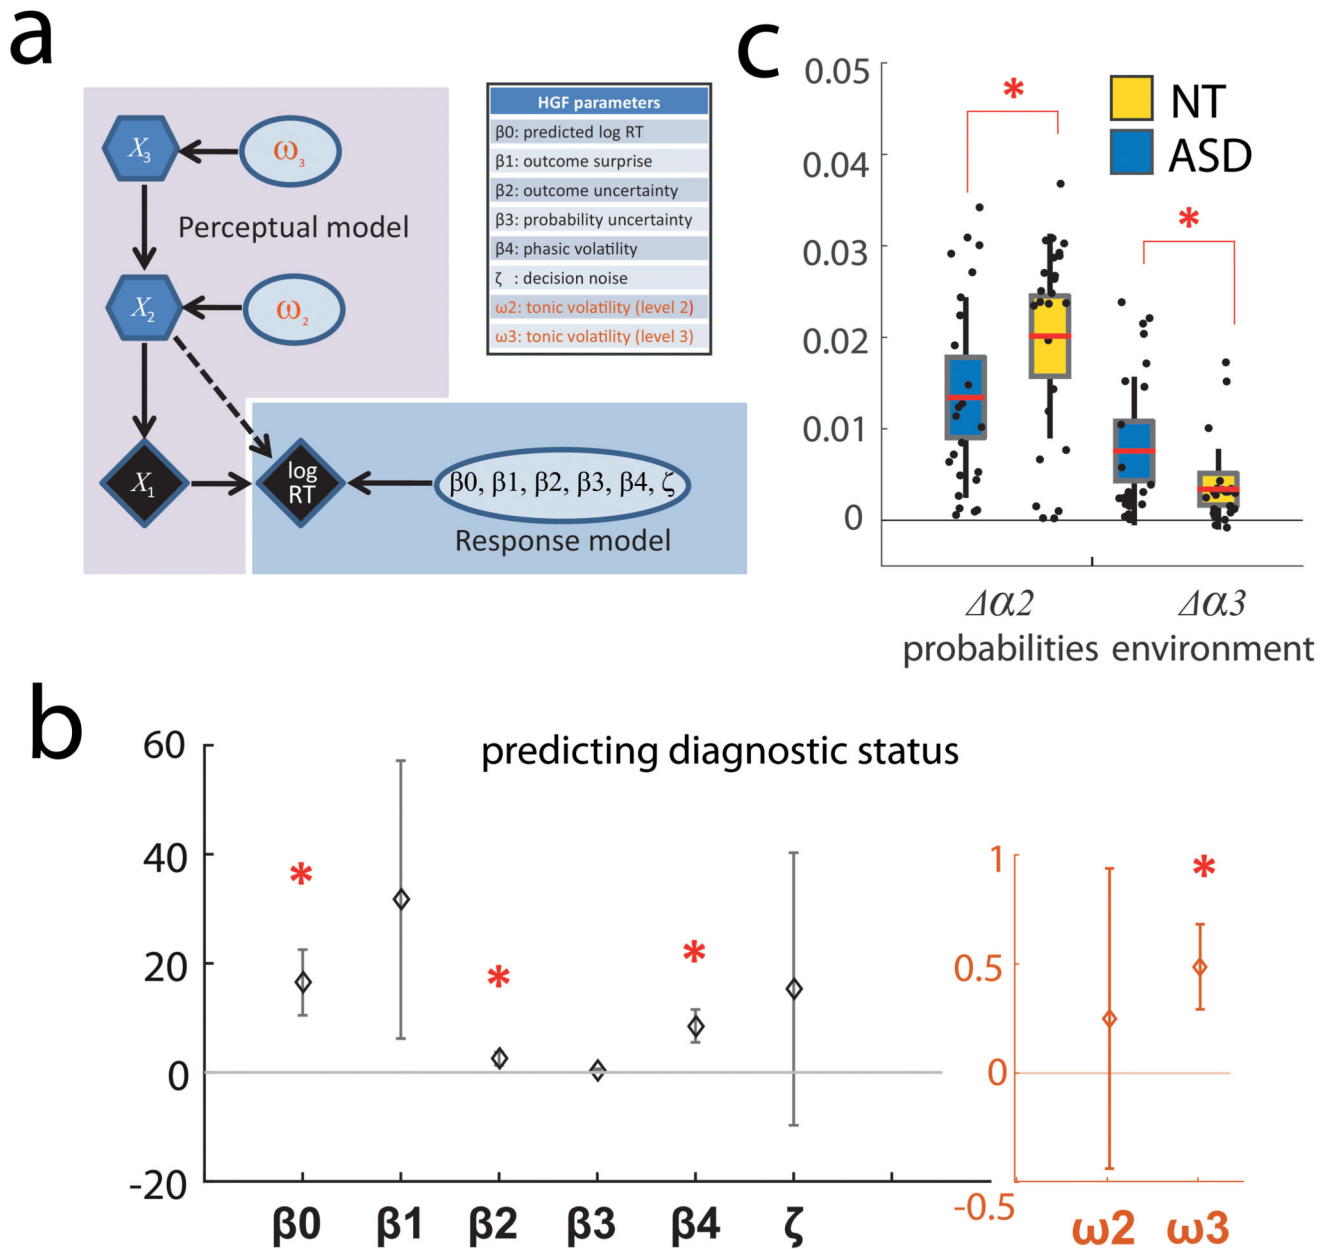 a
X3
ω3
Perceptual model
X2
ω2
X1
log
RT
β0, β1, β2, β3, β4, ζ
Response model
HGF parameters
β0: predicted log RT
β1: outcome surprise
β2: outcome uncertainty
β3: probability uncertainty
β4: phasic volatility
ζ : decision noise
ω2: tonic volatility (level 2)
ω3: tonic volatility (level 3)
c
0.05
0.04
0.03
0.02
0.01
0
*
*
NT
ASD
Δα2
Δα3
probabilities environment
b
predicting diagnostic status
60
40
20
0
-20
*
*
*
β0 β1 β2 β3 β4 ζ
1
0.5
0
-0.5
*
ω2 ω3